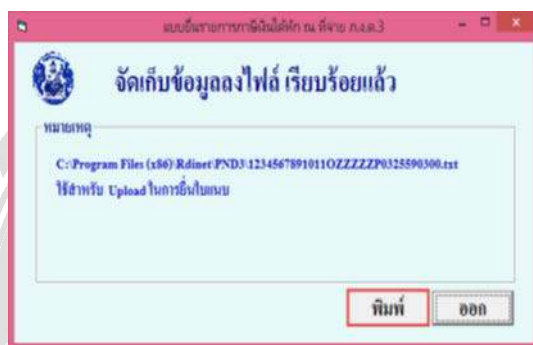 แบบยื่นรายการภาษีเงินได้หัก ณ ที่จ่าย ภ.ง.ด.3
จัดเก็บข้อมูลลงไฟล์ เรียบร้อยแล้ว
หมายเหตุ
C:\Program Files (x86)\Rdinet\PND3\1234567891011OZZZZZP0325590300.txt
ใช้สำหรับ Upload ในการยื่นใบแนบ
พิมพ์
ออก